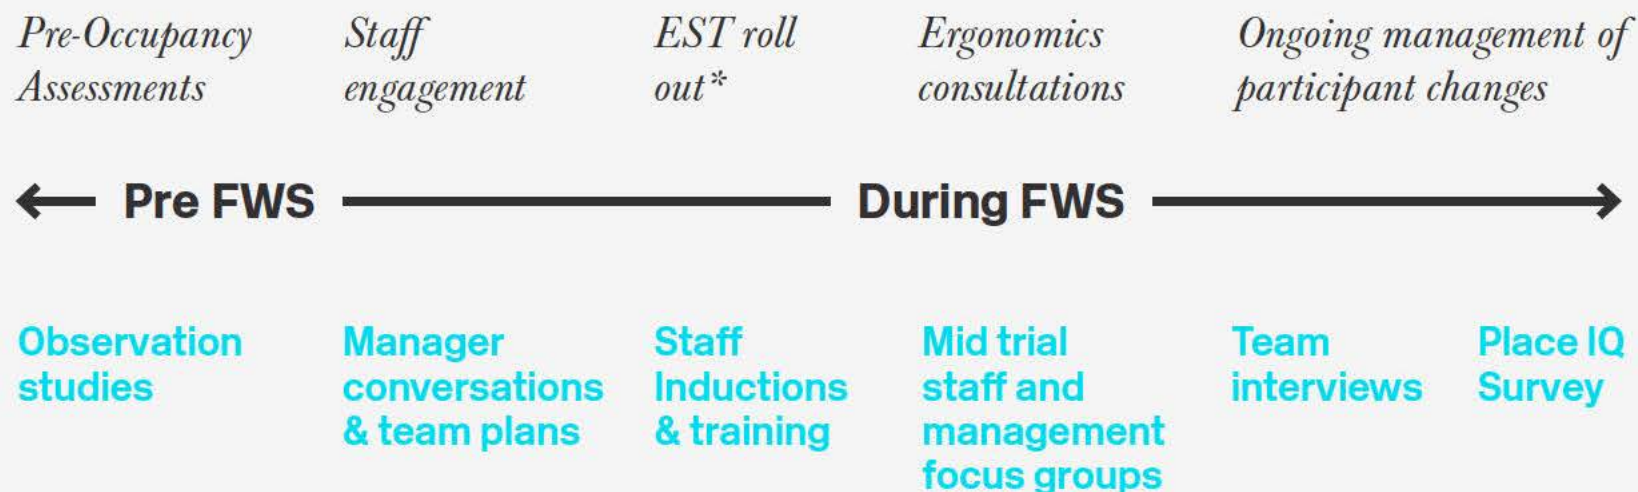 Pre-Occupancy
Assessments
Staff
engagement
EST roll
out*
Ergonomics
consultations
Ongoing management of
participant changes
Pre FWS
During FWS
Observation
studies
Manager
conversations
& team plans
Staff
Inductions
& training
Mid trial
staff and
management
focus groups
Team
interviews
Place IQ
Survey